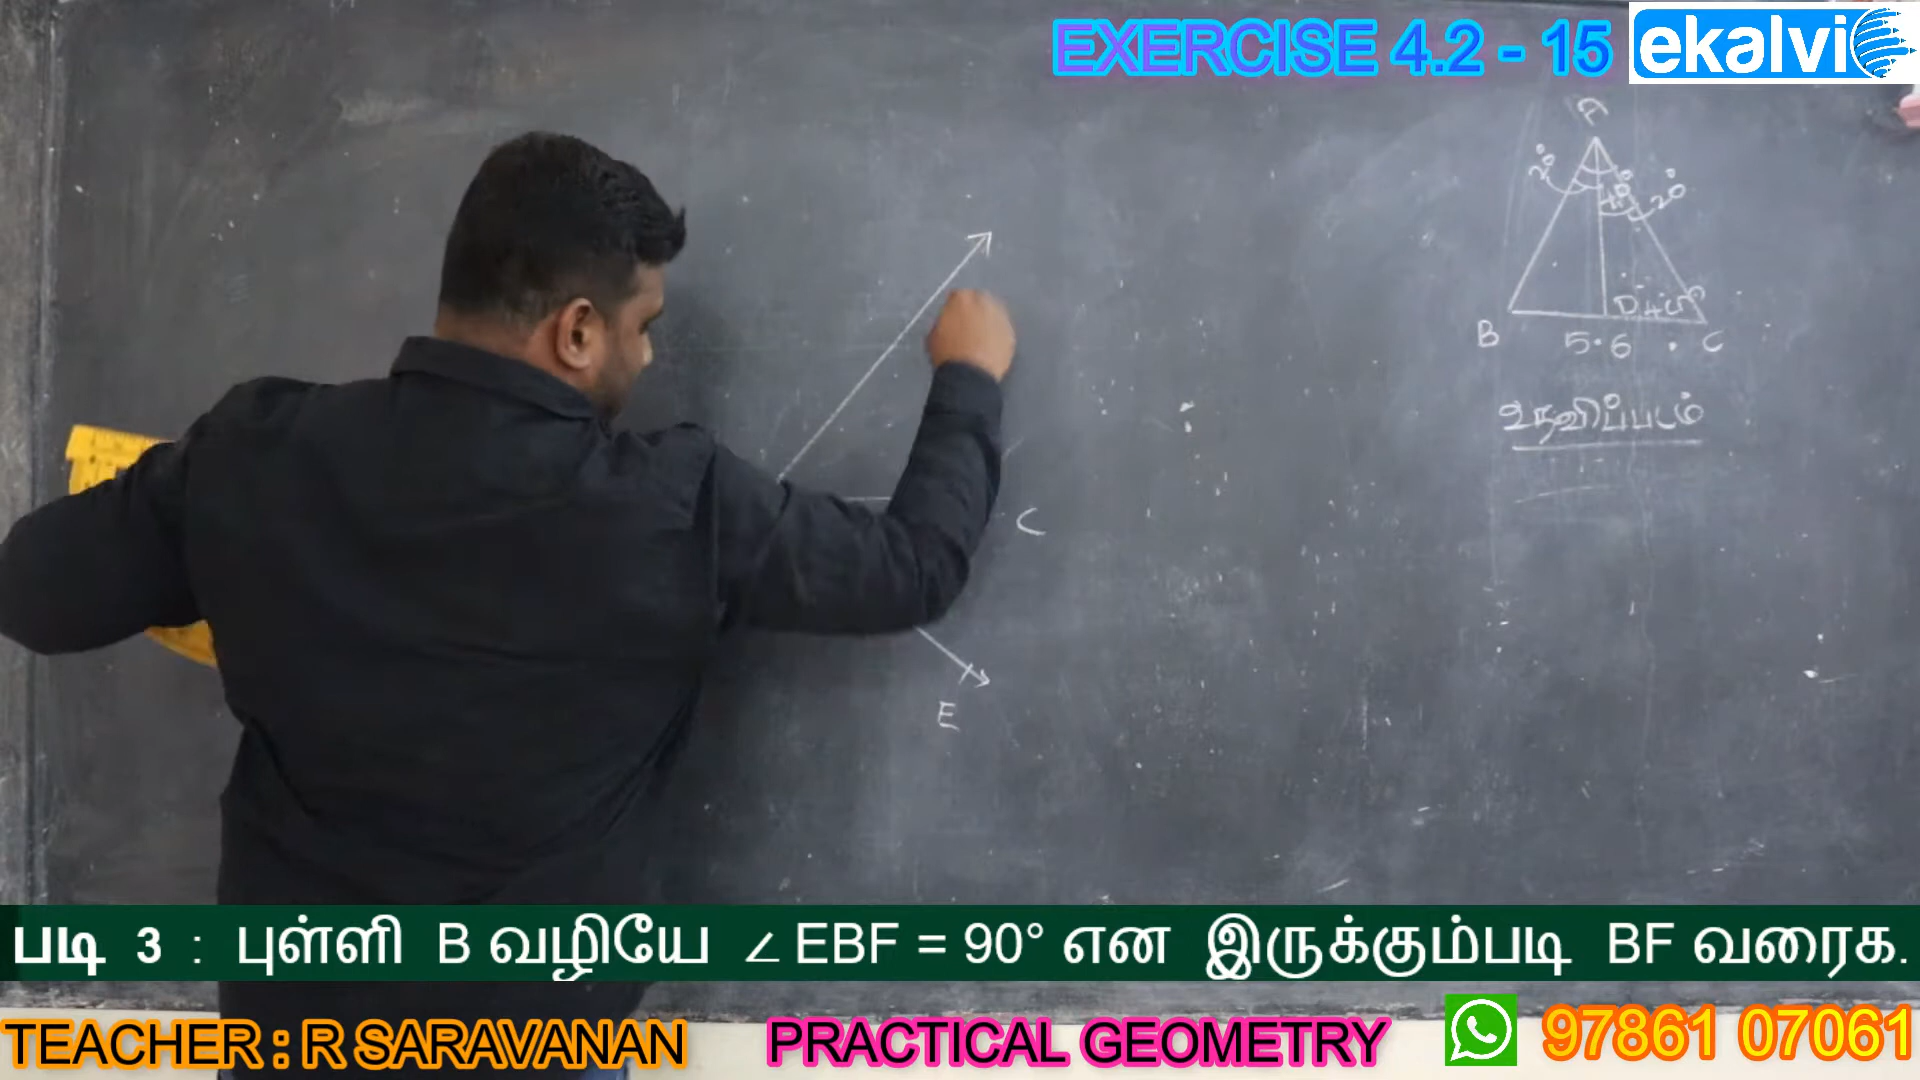 EXERCISE 4.2 - 15
ekalvi
A
B
5.6
C
உதவிப்படம்
C
E
படி 3 : புள்ளி B வழியே ∠EBF = 90° என இருக்கும்படி BF வரைக.
TEACHER : R SARAVANAN
PRACTICAL GEOMETRY
97861 07061